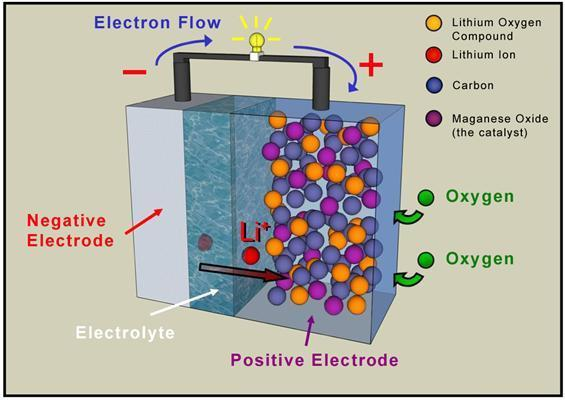 Electron Flow
−
+
Lithium Oxygen
Compound
Lithium Ion
Carbon
Maganese Oxide
(the catalyst)
Oxygen
Negative
Electrode
Li+
Oxygen
Electrolyte
Positive Electrode